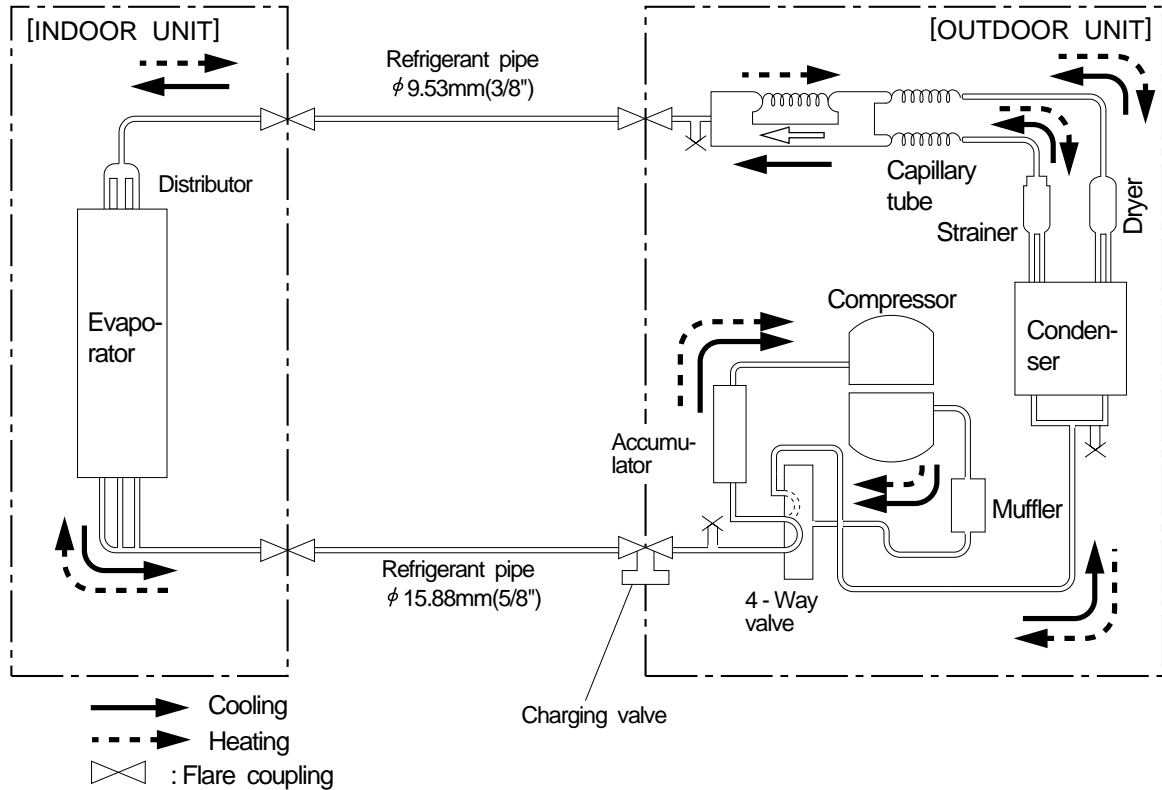 [INDOOR UNIT]
[OUTDOOR UNIT]
Refrigerant pipe
ϕ 9.53mm(3/8")
Distributor
Capillary
tube
Strainer
Dryer
Evapo-
rator
Compressor
Conden-
ser
Accumu-
lator
Muffler
Refrigerant pipe
ϕ 15.88mm(5/8")
4 - Way
valve
Charging valve
Cooling
Heating
: Flare coupling